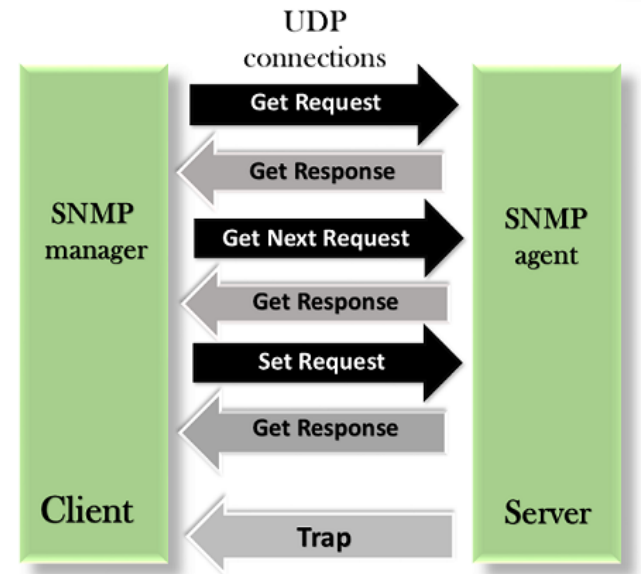 UDP
connections
Get Request
Get Response
SNMP
manager
Get Next Request
SNMP
agent
Get Response
Set Request
Get Response
Client
Server
Trap